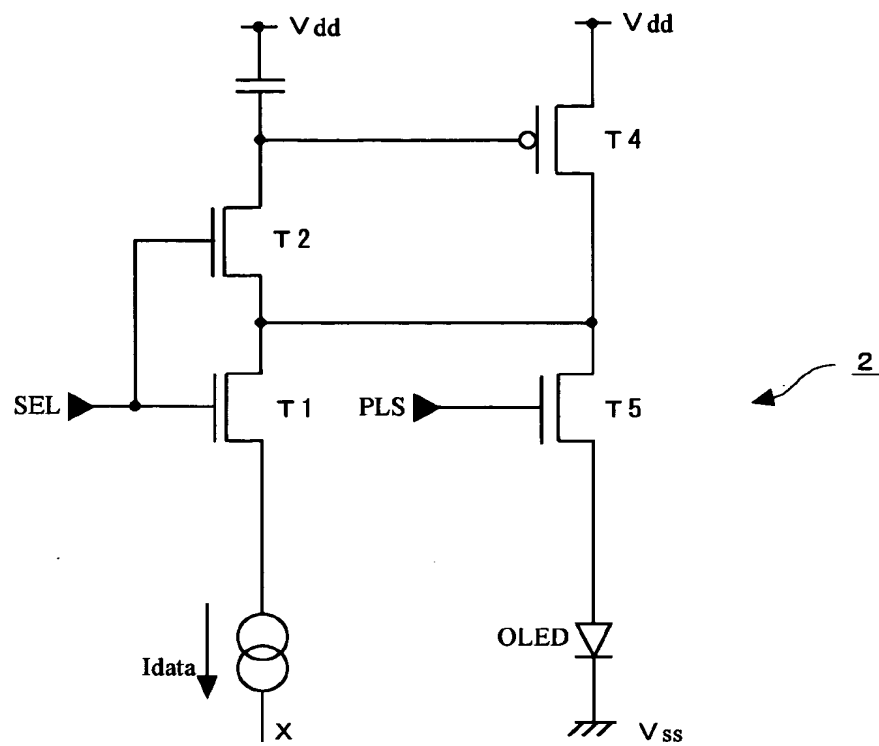 Vdd
Vdd
T4
T2
2
SEL
T1
PLS
T5
OLED
Idata
X
Vss